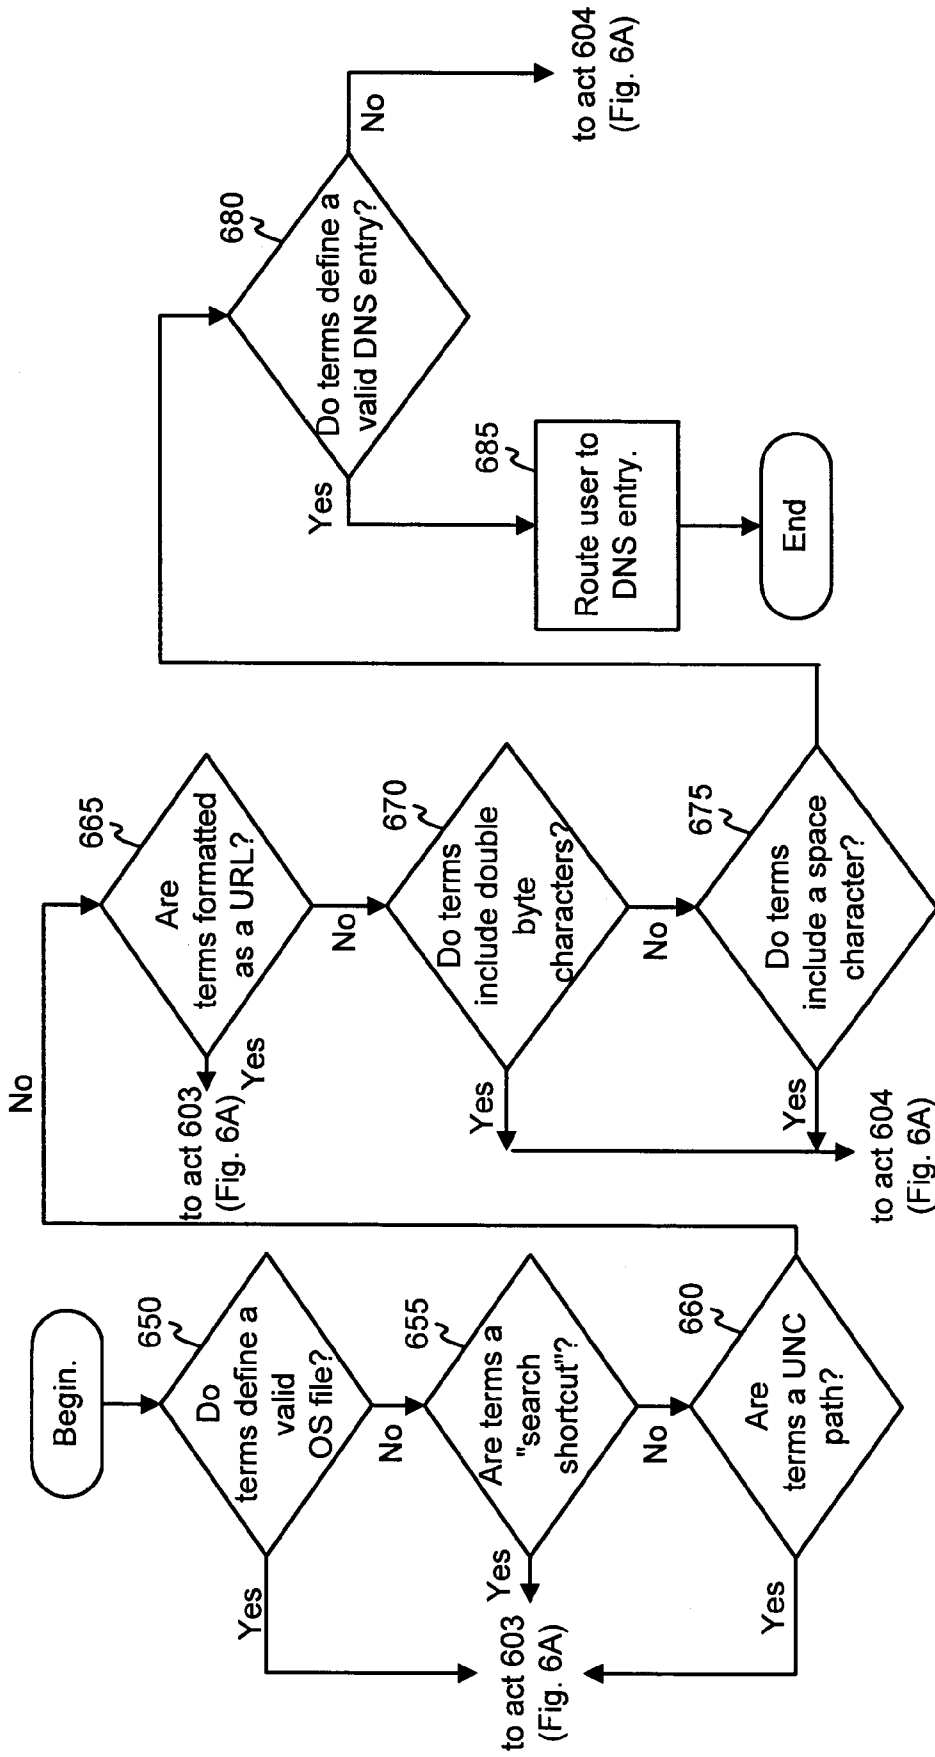 Begin.
650
Do
terms define a
valid
OS file?
Yes
No
655
Are terms a
"search
shortcut"?
Yes
to act 603
(Fig. 6A)
No
660
Are
terms a UNC
path?
Yes
No
665
Are
terms formatted
as a URL?
Yes
to act 603
(Fig. 6A)
No
670
Do terms
include double
byte
characters?
Yes
No
675
Do terms
include a space
character?
Yes
to act 604
(Fig. 6A)
680
Do terms define a
valid DNS entry?
Yes
No
to act 604
(Fig. 6A)
685
Route user to
DNS entry.
End